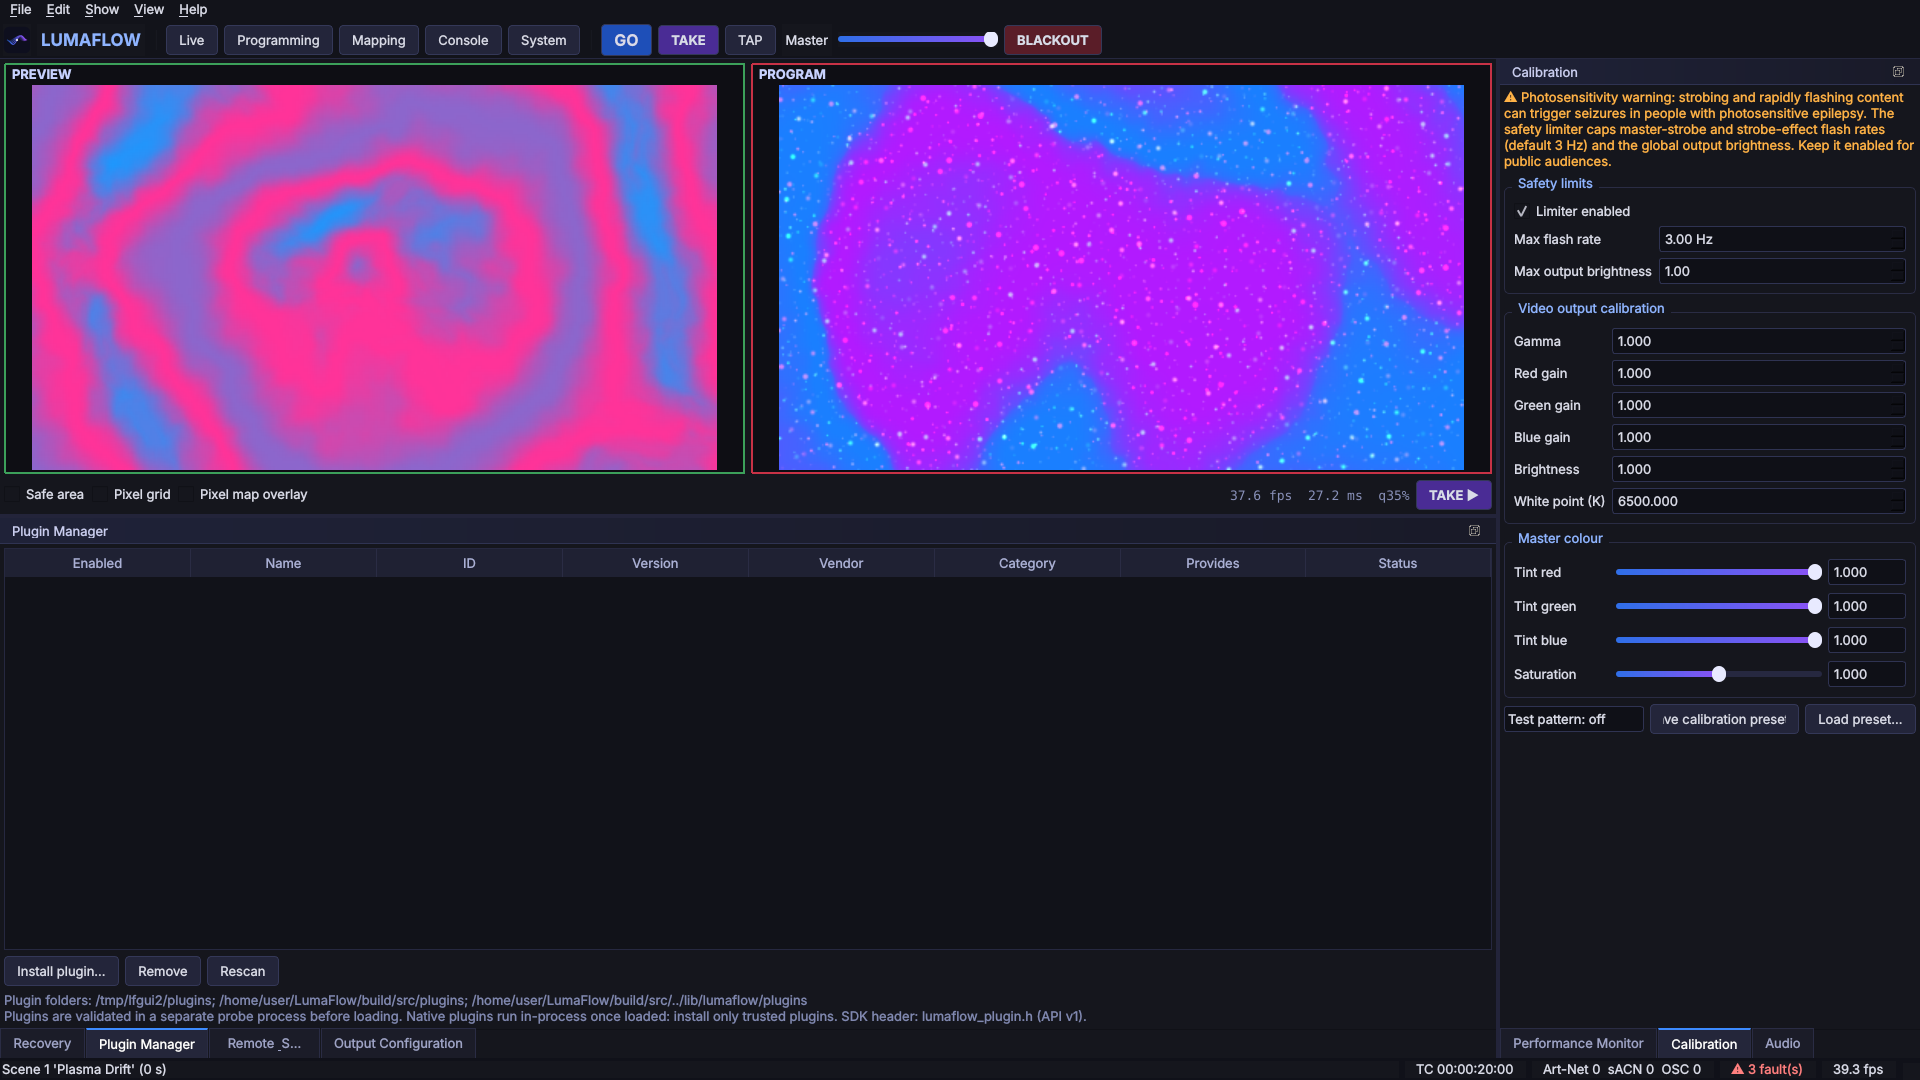 File Edit Show View Help
LUMAFLOW Live Programming Mapping Console System GO TAKE TAP Master BLACKOUT
PREVIEW
PROGRAM
Safe area Pixel grid Pixel map overlay 37.6 fps 27.2 ms q35% TAKE ▶
Plugin Manager
Enabled Name ID Version Vendor Category Provides Status
Install plugin... Remove Rescan
Plugin folders: /tmp/lfgui2/plugins; /home/user/LumaFlow/build/src/plugins; /home/user/LumaFlow/build/src/../lib/lumaflow/plugins
Plugins are validated in a separate probe process before loading. Native plugins run in-process once loaded: install only trusted plugins. SDK header: lumaflow_plugin.h (API v1).
Recovery Plugin Manager Remote _S... Output Configuration
Calibration
⚠ Photosensitivity warning: strobing and rapidly flashing content
can trigger seizures in people with photosensitive epilepsy. The
safety limiter caps master-strobe and strobe-effect flash rates
(default 3 Hz) and the global output brightness. Keep it enabled for
public audiences.
Safety limits
✓ Limiter enabled
Max flash rate 3.00 Hz
Max output brightness 1.00
Video output calibration
Gamma 1.000
Red gain 1.000
Green gain 1.000
Blue gain 1.000
Brightness 1.000
White point (K) 6500.000
Master colour
Tint red 1.000
Tint green 1.000
Tint blue 1.000
Saturation 1.000
Test pattern: off ve calibration prese Load preset...
Performance Monitor Calibration Audio
Scene 1 'Plasma Drift' (0 s) TC 00:00:20:00 Art-Net 0 sACN 0 OSC 0 ⚠ 3 fault(s) 39.3 fps